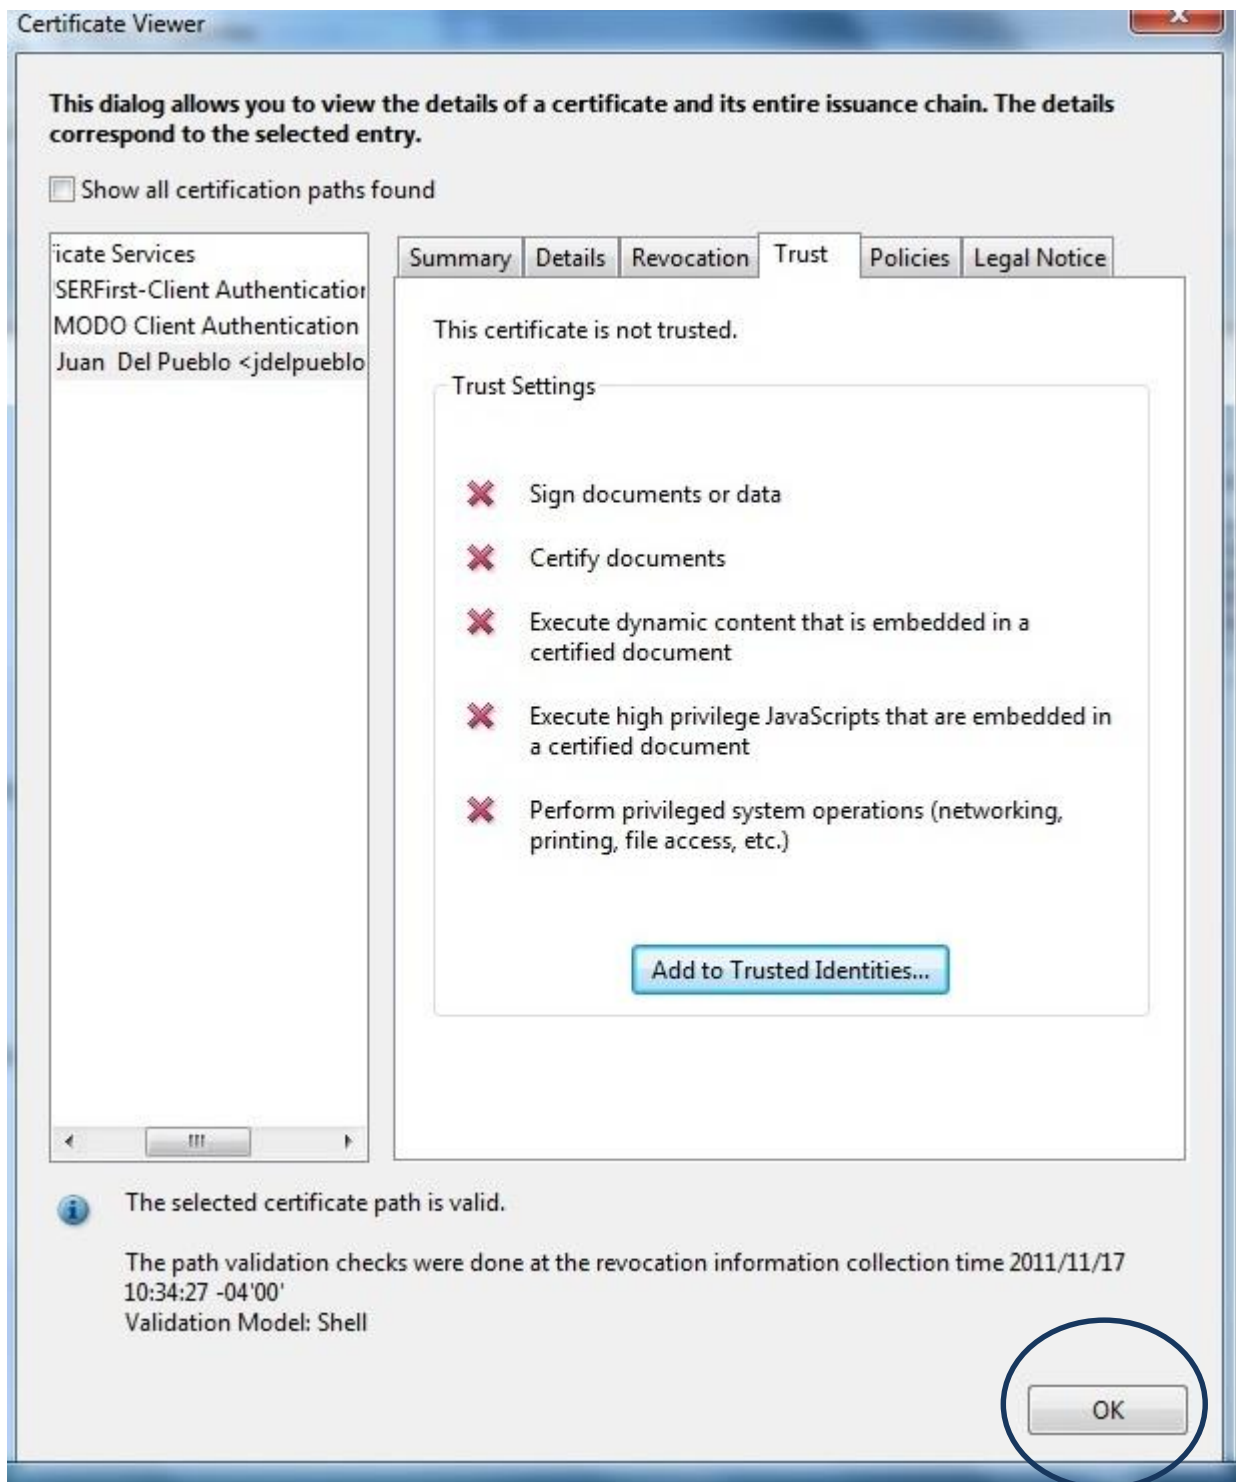 Certificate Viewer
This dialog allows you to view the details of a certificate and its entire issuance chain. The details
correspond to the selected entry.
Show all certification paths found
icate Services
SERFirst-Client Authentication
MODO Client Authentication
Juan Del Pueblo <jdelpueblo
Summary Details Revocation Trust Policies Legal Notice
This certificate is not trusted.
Trust Settings
Sign documents or data
Certify documents
Execute dynamic content that is embedded in a
certified document
Execute high privilege JavaScripts that are embedded in
a certified document
Perform privileged system operations (networking,
printing, file access, etc.)
Add to Trusted Identities...
The selected certificate path is valid.
The path validation checks were done at the revocation information collection time 2011/11/17
10:34:27 -04'00'
Validation Model: Shell
OK